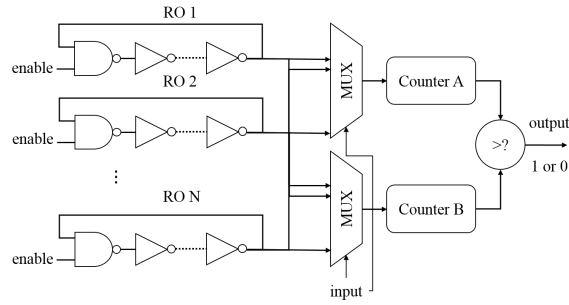 RO 1
enable
RO 2
enable
⋮
RO N
enable
MUX
MUX
input
Counter A
Counter B
>?
output
1 or 0